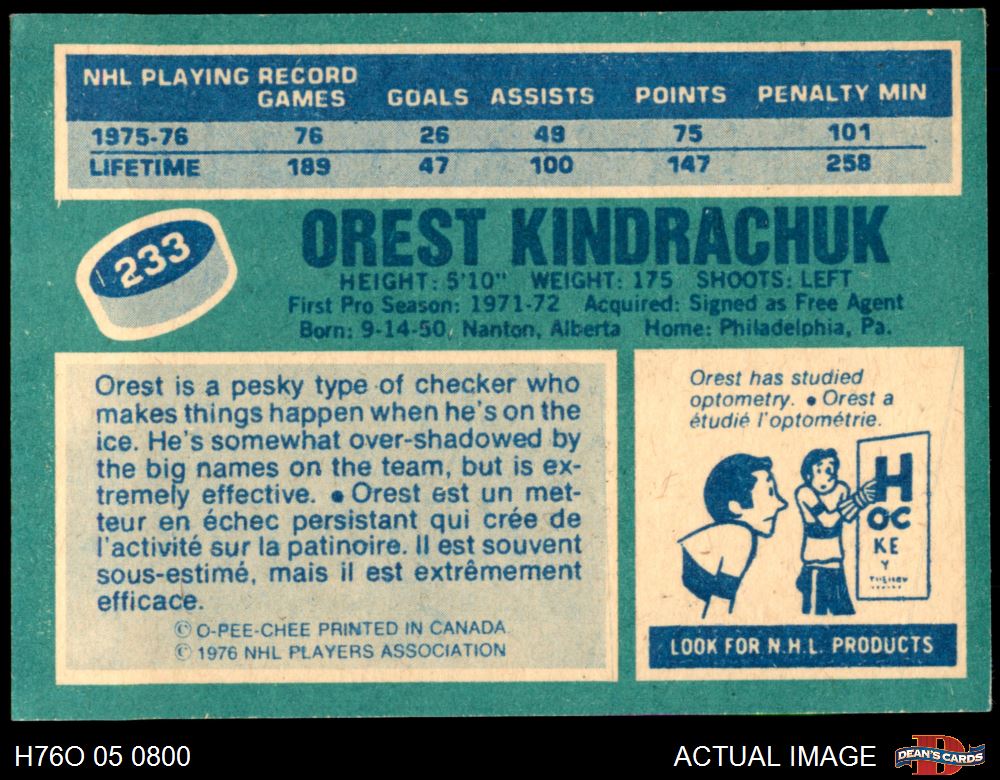 NHL PLAYING RECORD
GAMES GOALS ASSISTS POINTS PENALTY MIN
1975-76 76 26 49 75 101
LIFETIME 189 47 100 147 258
233
OREST KINDRACHUK
HEIGHT: 5'10" WEIGHT: 175 SHOOTS: LEFT
First Pro Season: 1971-72 Acquired: Signed as Free Agent
Born: 9-14-50, Nanton, Alberta Home: Philadelphia, Pa.
Orest is a pesky type of checker who
makes things happen when he's on the
ice. He's somewhat over-shadowed by
the big names on the team, but is ex-
tremely effective. • Orest est un met-
teur en échec persistant qui crée de
l'activité sur la patinoire. Il est souvent
sous-estimé, mais il est extrêmement
efficace.
© O-PEE-CHEE PRINTED IN CANADA
© 1976 NHL PLAYERS ASSOCIATION
Orest has studied
optometry. • Orest a
étudié l'optométrie.
H
OC
KE
Y
LOOK FOR N.H.L. PRODUCTS
H76O 05 0800
ACTUAL IMAGE
DEAN'S CARDS